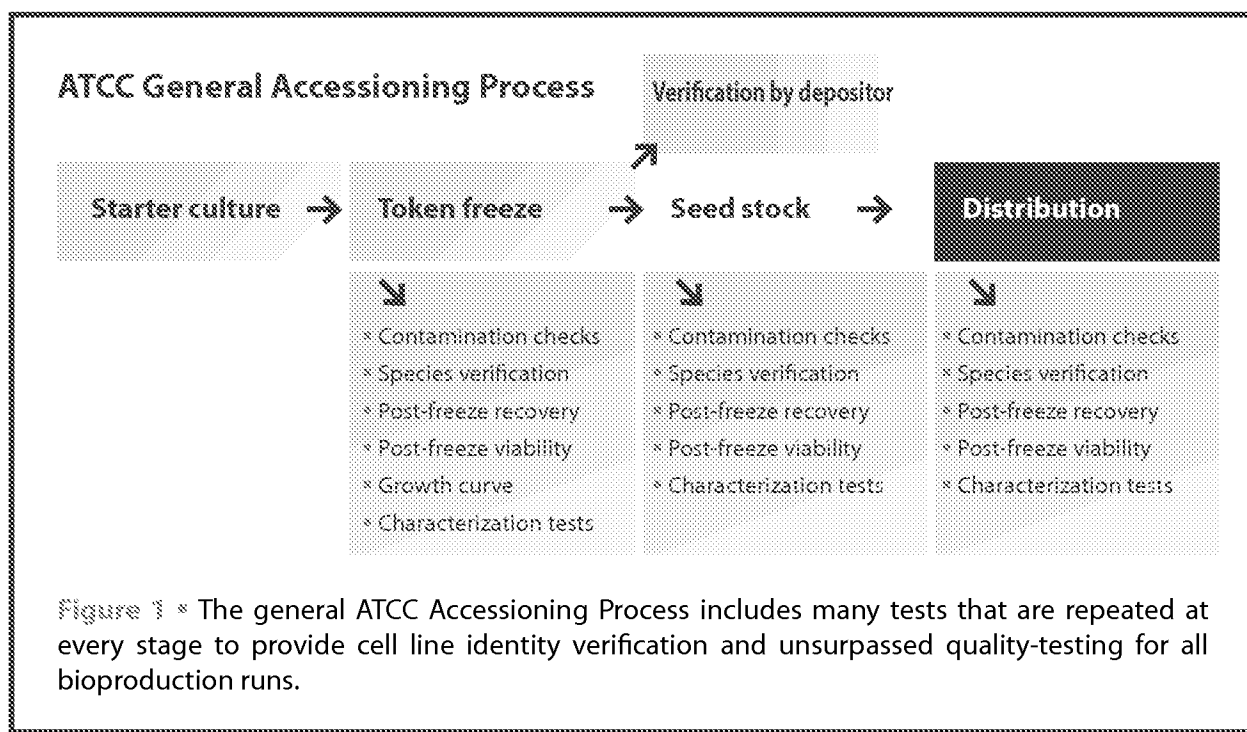 ATCC General Accessioning Process
Verification by depositor
Starter culture → Token freeze → Seed stock → Distribution
* Contamination checks
* Species verification
* Post-freeze recovery
* Post-freeze viability
* Growth curve
* Characterization tests
* Contamination checks
* Species verification
* Post-freeze recovery
* Post-freeze viability
* Characterization tests
* Contamination checks
* Species verification
* Post-freeze recovery
* Post-freeze viability
* Characterization tests
Figure 1 * The general ATCC Accessioning Process includes many tests that are repeated at
every stage to provide cell line identity verification and unsurpassed quality-testing for all
bioproduction runs.